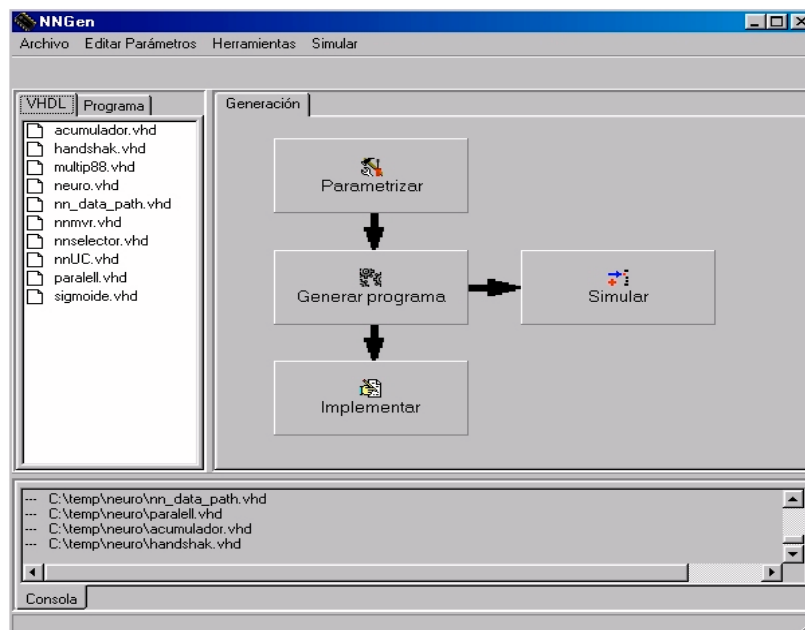 NNGen
Archivo Editar Parámetros Herramientas Simular
VHDL Programa
acumulador.vhd
handshak.vhd
multip88.vhd
neuro.vhd
nn_data_path.vhd
nnmvr.vhd
nnselector.vhd
nnUC.vhd
paralell.vhd
sigmoide.vhd
Generación
Parametrizar
Generar programa
Simular
Implementar
--- C:\temp\neuro\nn_data_path.vhd
--- C:\temp\neuro\paralell.vhd
--- C:\temp\neuro\acumulador.vhd
--- C:\temp\neuro\handshak.vhd
Consola